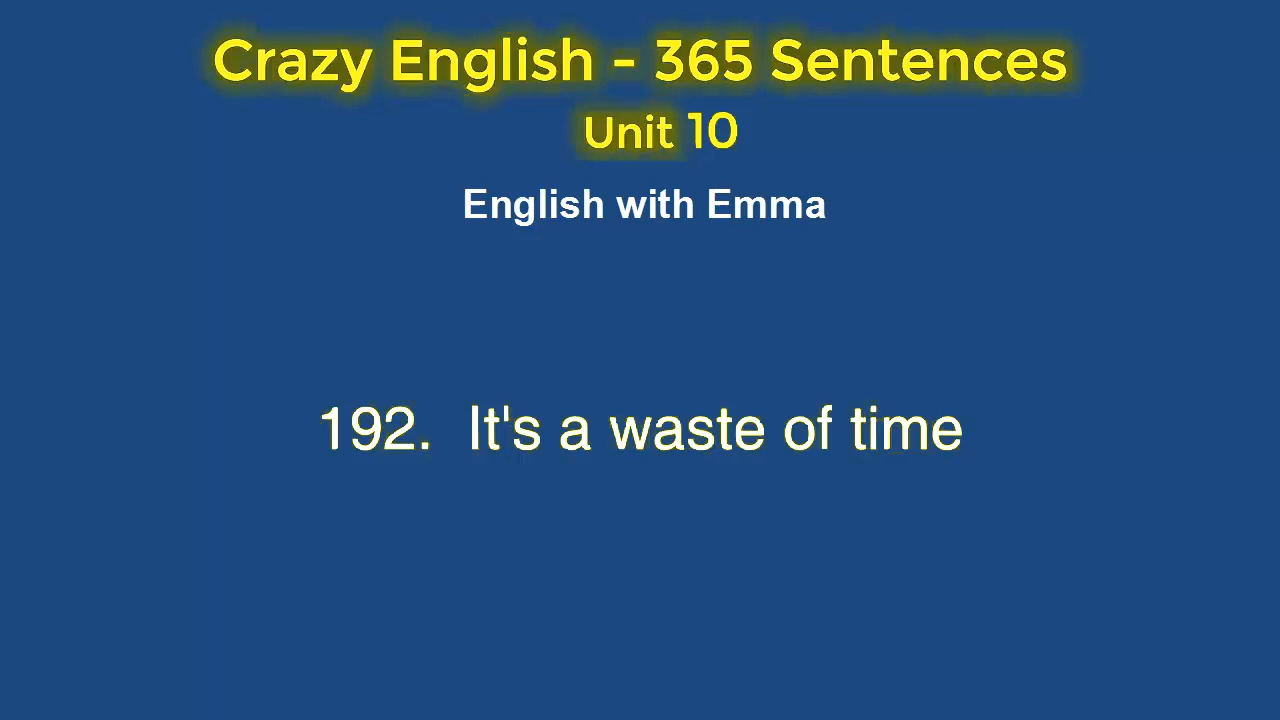 Crazy English - 365 Sentences
Unit 10
English with Emma
192. It's a waste of time